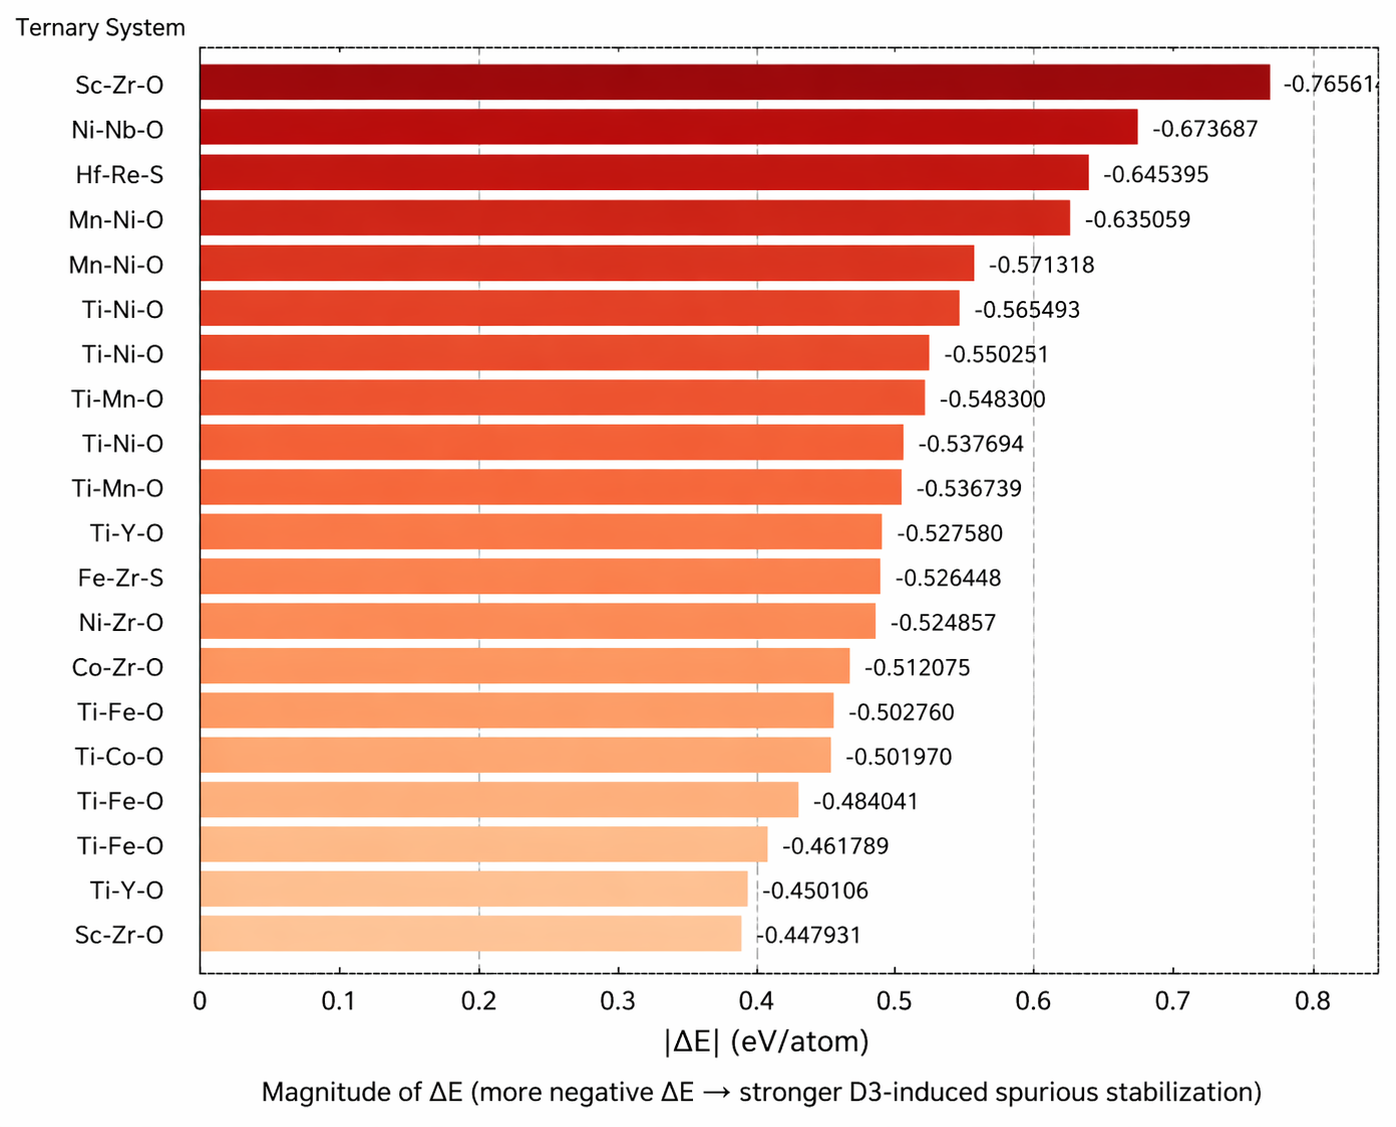 Ternary System
Sc-Zr-O -0.765614
Ni-Nb-O -0.673687
Hf-Re-S -0.645395
Mn-Ni-O -0.635059
Mn-Ni-O -0.571318
Ti-Ni-O -0.565493
Ti-Ni-O -0.550251
Ti-Mn-O -0.548300
Ti-Ni-O -0.537694
Ti-Mn-O -0.536739
Ti-Y-O -0.527580
Fe-Zr-S -0.526448
Ni-Zr-O -0.524857
Co-Zr-O -0.512075
Ti-Fe-O -0.502760
Ti-Co-O -0.501970
Ti-Fe-O -0.484041
Ti-Fe-O -0.461789
Ti-Y-O -0.450106
Sc-Zr-O -0.447931
0 0.1 0.2 0.3 0.4 0.5 0.6 0.7 0.8
|ΔE| (eV/atom)
Magnitude of ΔE (more negative ΔE → stronger D3-induced spurious stabilization)